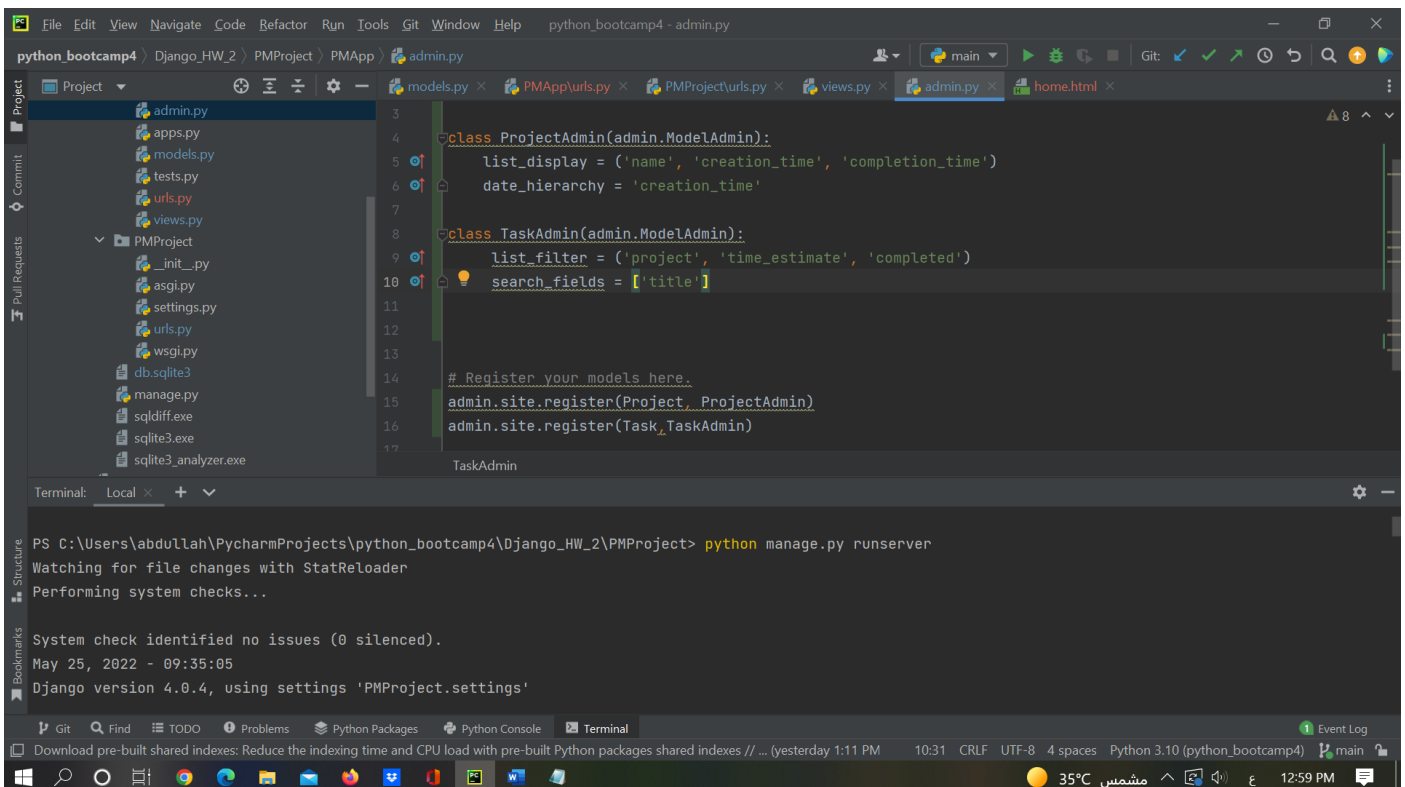 File Edit View Navigate Code Refactor Run Tools Git Window Help python_bootcamp4 - admin.py
python_bootcamp4 Django_HW_2 PMProject PMApp admin.py main Git:
Project
models.py PMApp\urls.py PMProject\urls.py views.py admin.py home.html
Project
Commit
Pull Requests
admin.py
apps.py
models.py
tests.py
urls.py
views.py
PMProject
__init__.py
asgi.py
settings.py
urls.py
wsgi.py
db.sqlite3
manage.py
sqldiff.exe
sqlite3.exe
sqlite3_analyzer.exe
8
3
4 class ProjectAdmin(admin.ModelAdmin):
5 list_display = ('name', 'creation_time', 'completion_time')
6 date_hierarchy = 'creation_time'
7
8 class TaskAdmin(admin.ModelAdmin):
9 list_filter = ('project', 'time_estimate', 'completed')
10 search_fields = ['title']
11
12
13
14 # Register your models here.
15 admin.site.register(Project, ProjectAdmin)
16 admin.site.register(Task,TaskAdmin)
17
TaskAdmin
Terminal: Local
PS C:\Users\abdullah\PycharmProjects\python_bootcamp4\Django_HW_2\PMProject> python manage.py runserver
Watching for file changes with StatReloader
Performing system checks...
System check identified no issues (0 silenced).
May 25, 2022 - 09:35:05
Django version 4.0.4, using settings 'PMProject.settings'
Structure
Bookmarks
Git Find TODO Problems Python Packages Python Console Terminal 1 Event Log
Download pre-built shared indexes: Reduce the indexing time and CPU load with pre-built Python packages shared indexes // ... (yesterday 1:11 PM 10:31 CRLF UTF-8 4 spaces Python 3.10 (python_bootcamp4) main
35°C مشمس ع 12:59 PM